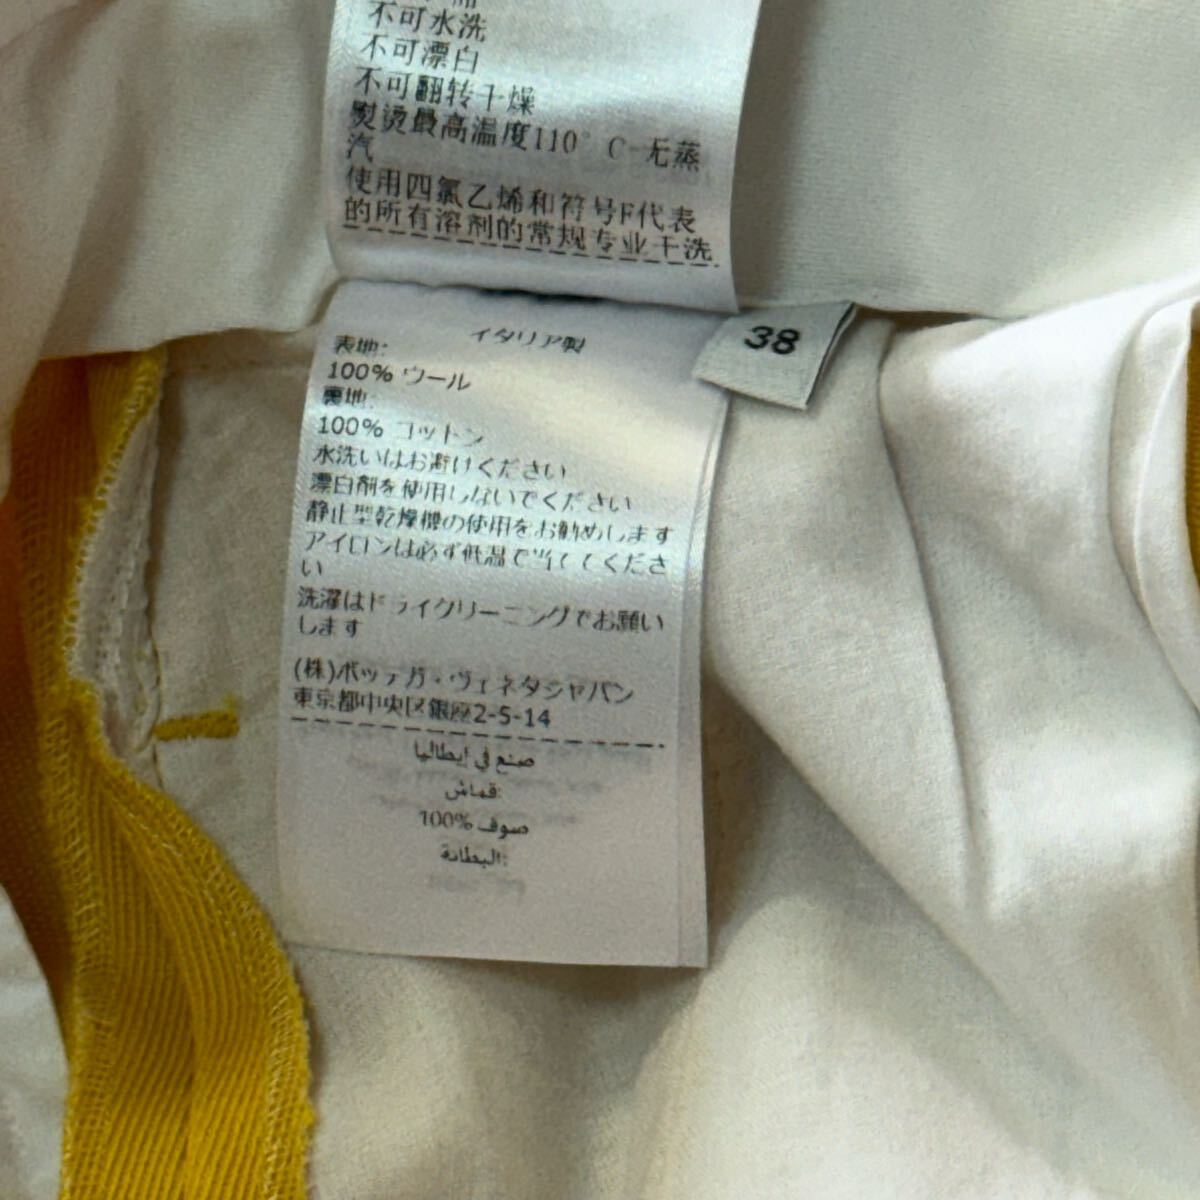 不可水洗
不可漂白
不可翻转干燥
熨烫最高温度110° C-无蒸
汽
使用四氯乙烯和符号F代表
的所有溶剂的常规专业干洗
38
イタリア製
表地:
100% ウール
裏地:
100% コットン
水洗いはお避けください
漂白剤を使用しないでください
静止型乾燥機の使用をお勧めします
アイロンは必ず低温で当ててくださ
い
洗濯はドライクリーニングでお願い
します
(株)ボッテガ・ヴェネタジャパン
東京都中央区銀座2-5-14
صنع في إيطاليا
قماش:
100% صوف
البطانة: